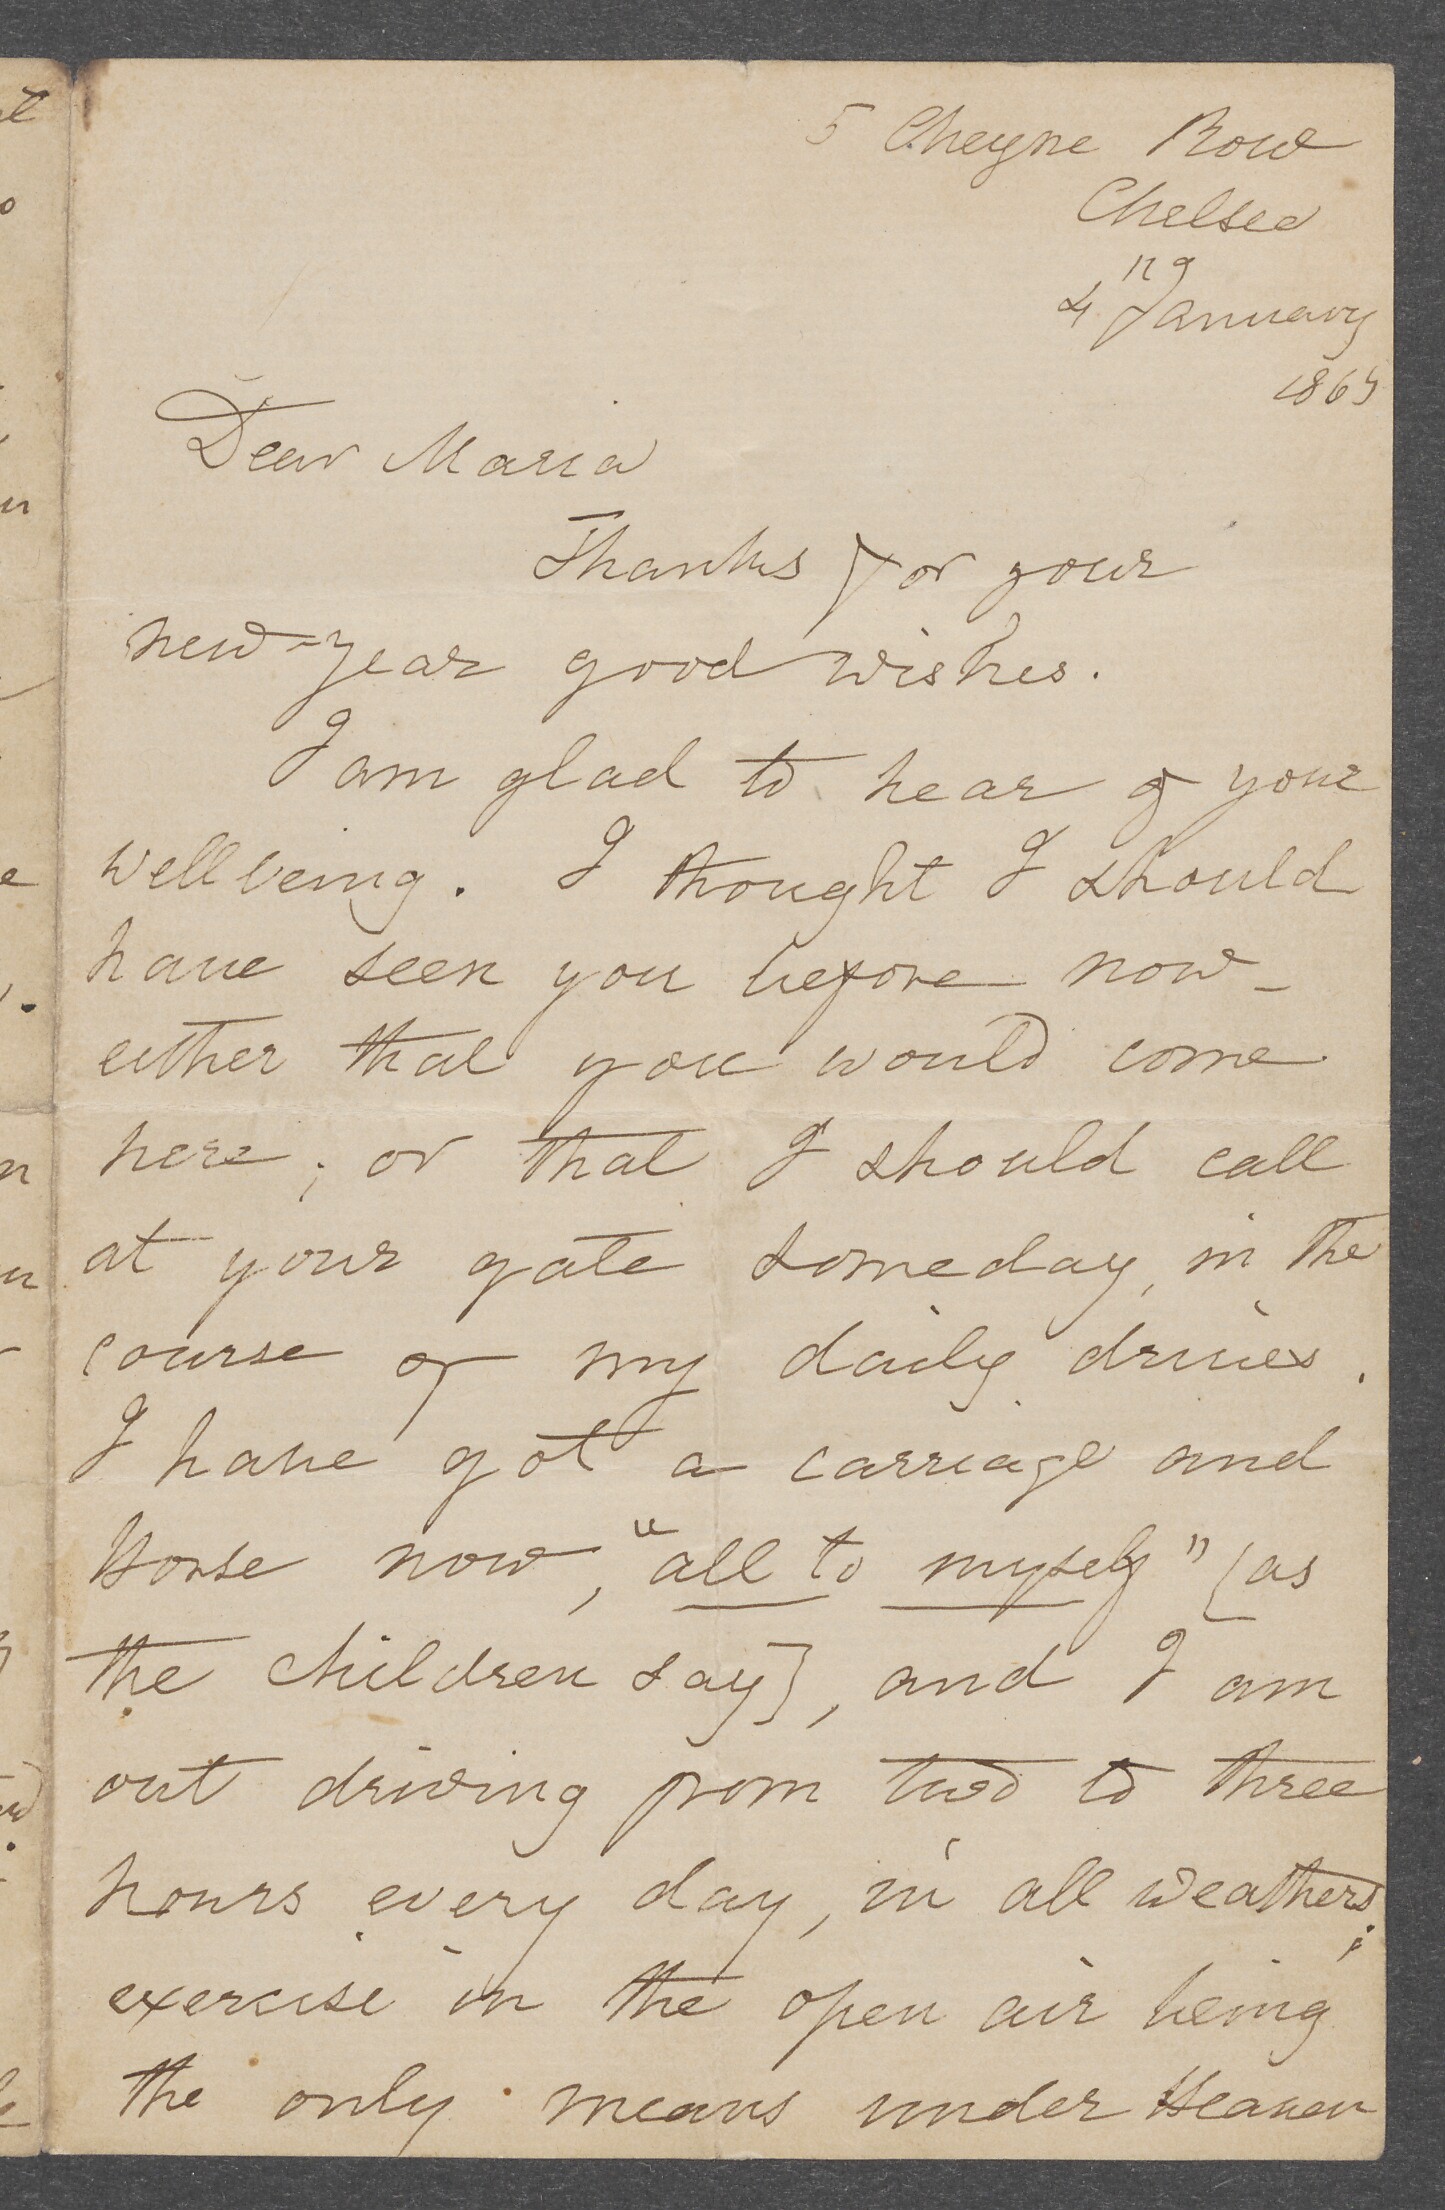 5 Cheyne Row
Chelsea
4 January
1865
Dear Maria
Thanks for your
new-year good wishes.
I am glad to hear of your
wellbeing. I thought I should
have seen you before now –
either that you would come
here; or that I should call
at your gate someday, in the
course of my daily drives.
I have got a carriage and
Horse now, "all to myself" [as
the children say], and I am
out driving from two to three
hours every day, in all weathers;
exercise in the open air being
the only means under Heaven